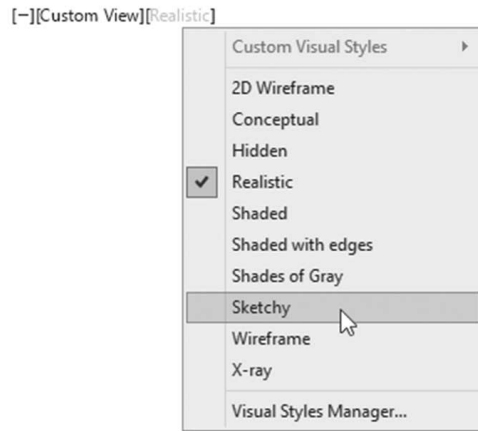 [−][Custom View][Realistic]
Custom Visual Styles
2D Wireframe
Conceptual
Hidden
Realistic
Shaded
Shaded with edges
Shades of Gray
Sketchy
Wireframe
X-ray
Visual Styles Manager...